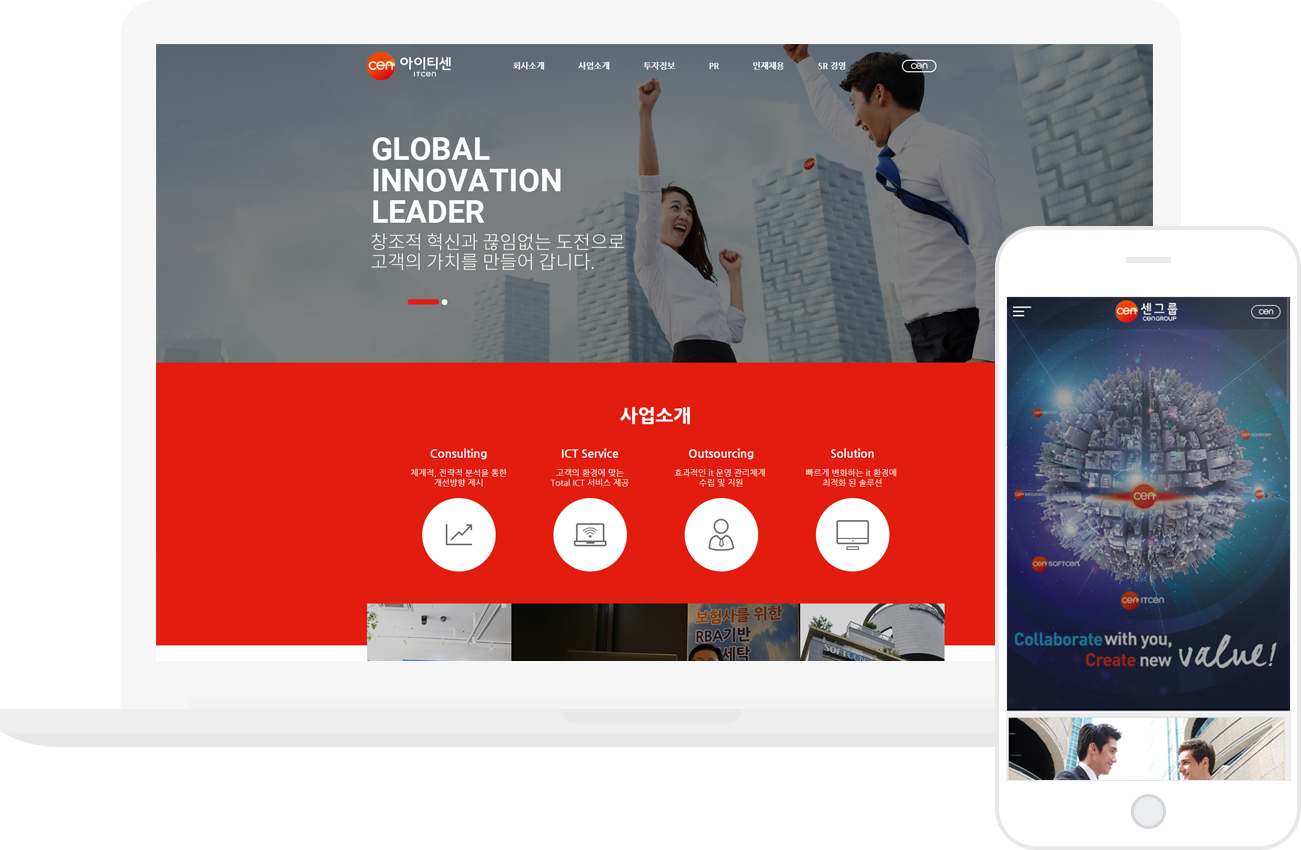 cen 아이티센
ITCEN
회사소개 사업소개 투자정보 PR 인재채용 SR 경영 cen
cen
GLOBAL
INNOVATION
LEADER
창조적 혁신과 끊임없는 도전으로
고객의 가치를 만들어 갑니다.
사업소개
Consulting
체계적, 전략적 분석을 통한
개선방향 제시
ICT Service
고객의 환경에 맞는
Total ICT 서비스 제공
Outsourcing
효과적인 it 운영 관리체계
수립 및 지원
Solution
빠르게 변화하는 it 환경에
최적화 된 솔루션
보험사를 위한
RBA기반
세탁
cen 센그룹
cen GROUP
cen
cen
cen SOFTCEN
cen ITCEN
Collaborate with you,
Create new value!